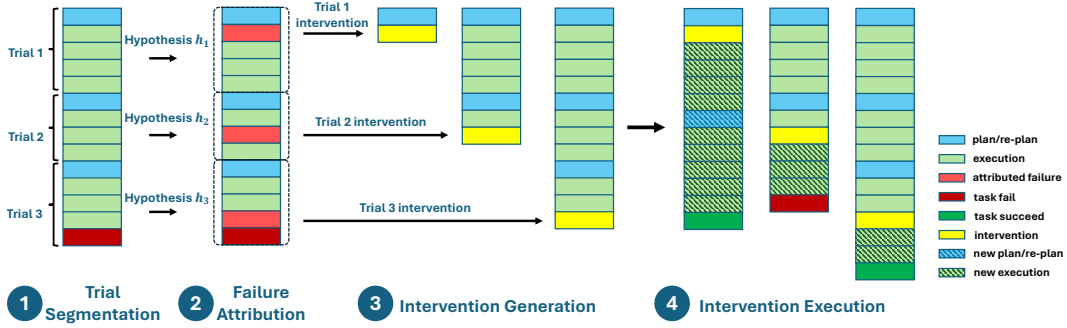 Trial 1
Trial 2
Trial 3
Hypothesis h₁
Hypothesis h₂
Hypothesis h₃
Trial 1
intervention
Trial 2 intervention
Trial 3 intervention
plan/re-plan
execution
attributed failure
task fail
task succeed
intervention
new plan/re-plan
new execution
1 Trial
Segmentation
2 Failure
Attribution
3 Intervention Generation
4 Intervention Execution